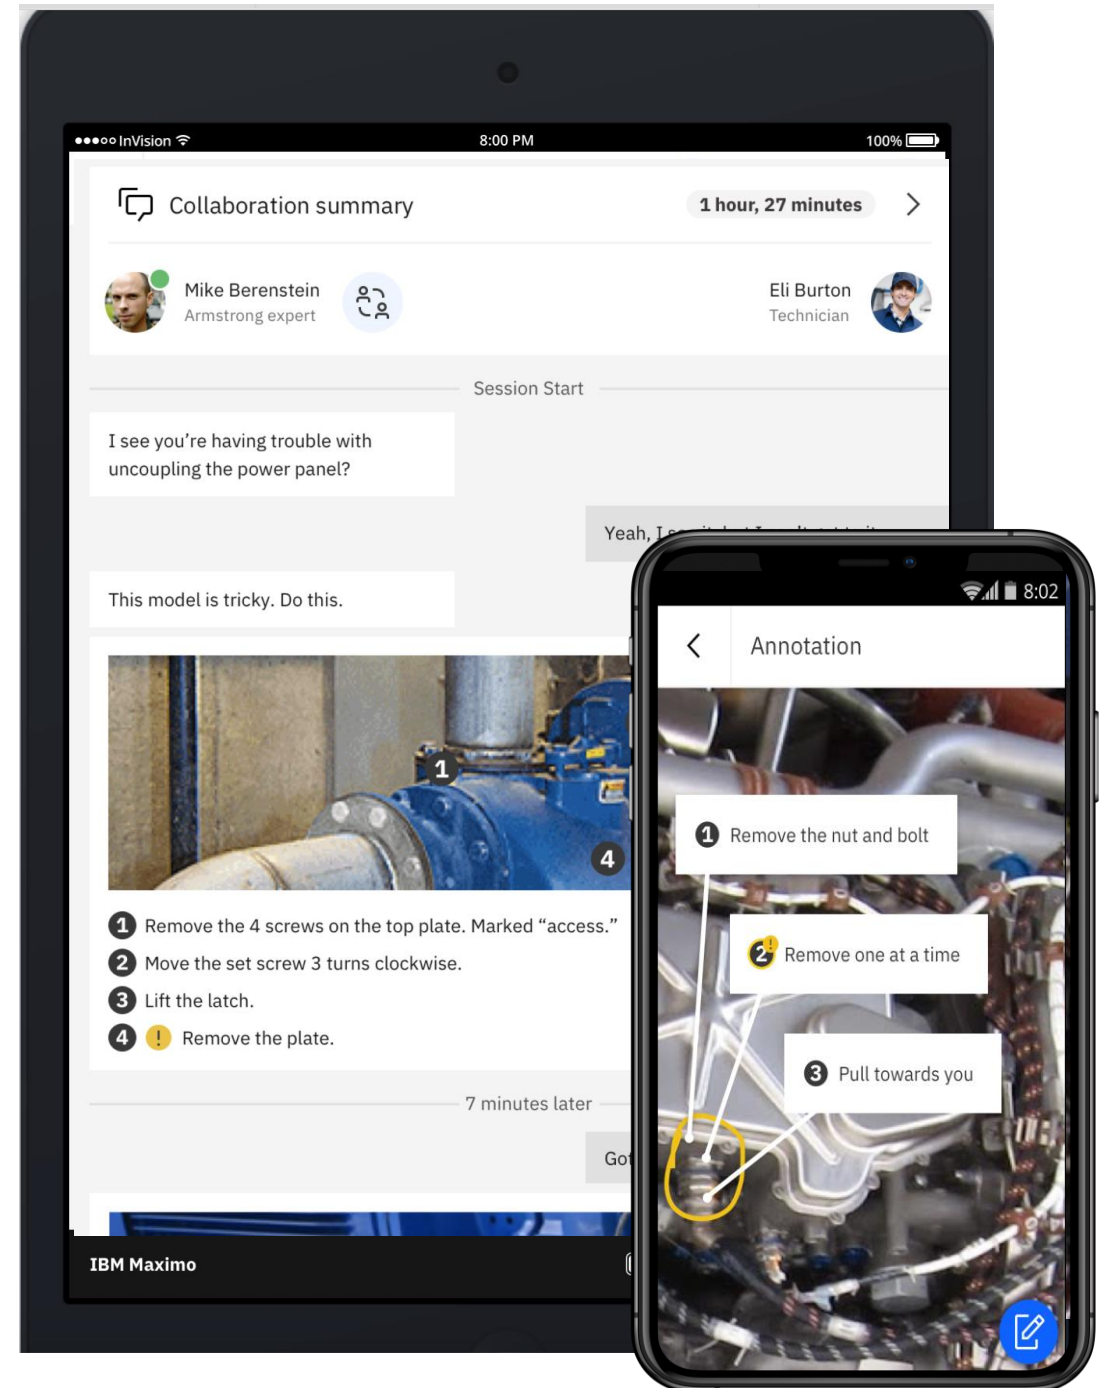 InVision
8:00 PM
100%
Collaboration summary
1 hour, 27 minutes
Mike Berenstein
Armstrong expert
Eli Burton
Technician
Session Start
I see you’re having trouble with
uncoupling the power panel?
Yeah, I
This model is tricky. Do this.
1
4
1 Remove the 4 screws on the top plate. Marked “access.”
2 Move the set screw 3 turns clockwise.
3 Lift the latch.
4 ! Remove the plate.
7 minutes later
IBM Maximo
8:02
Annotation
1 Remove the nut and bolt
2 ! Remove one at a time
3 Pull towards you